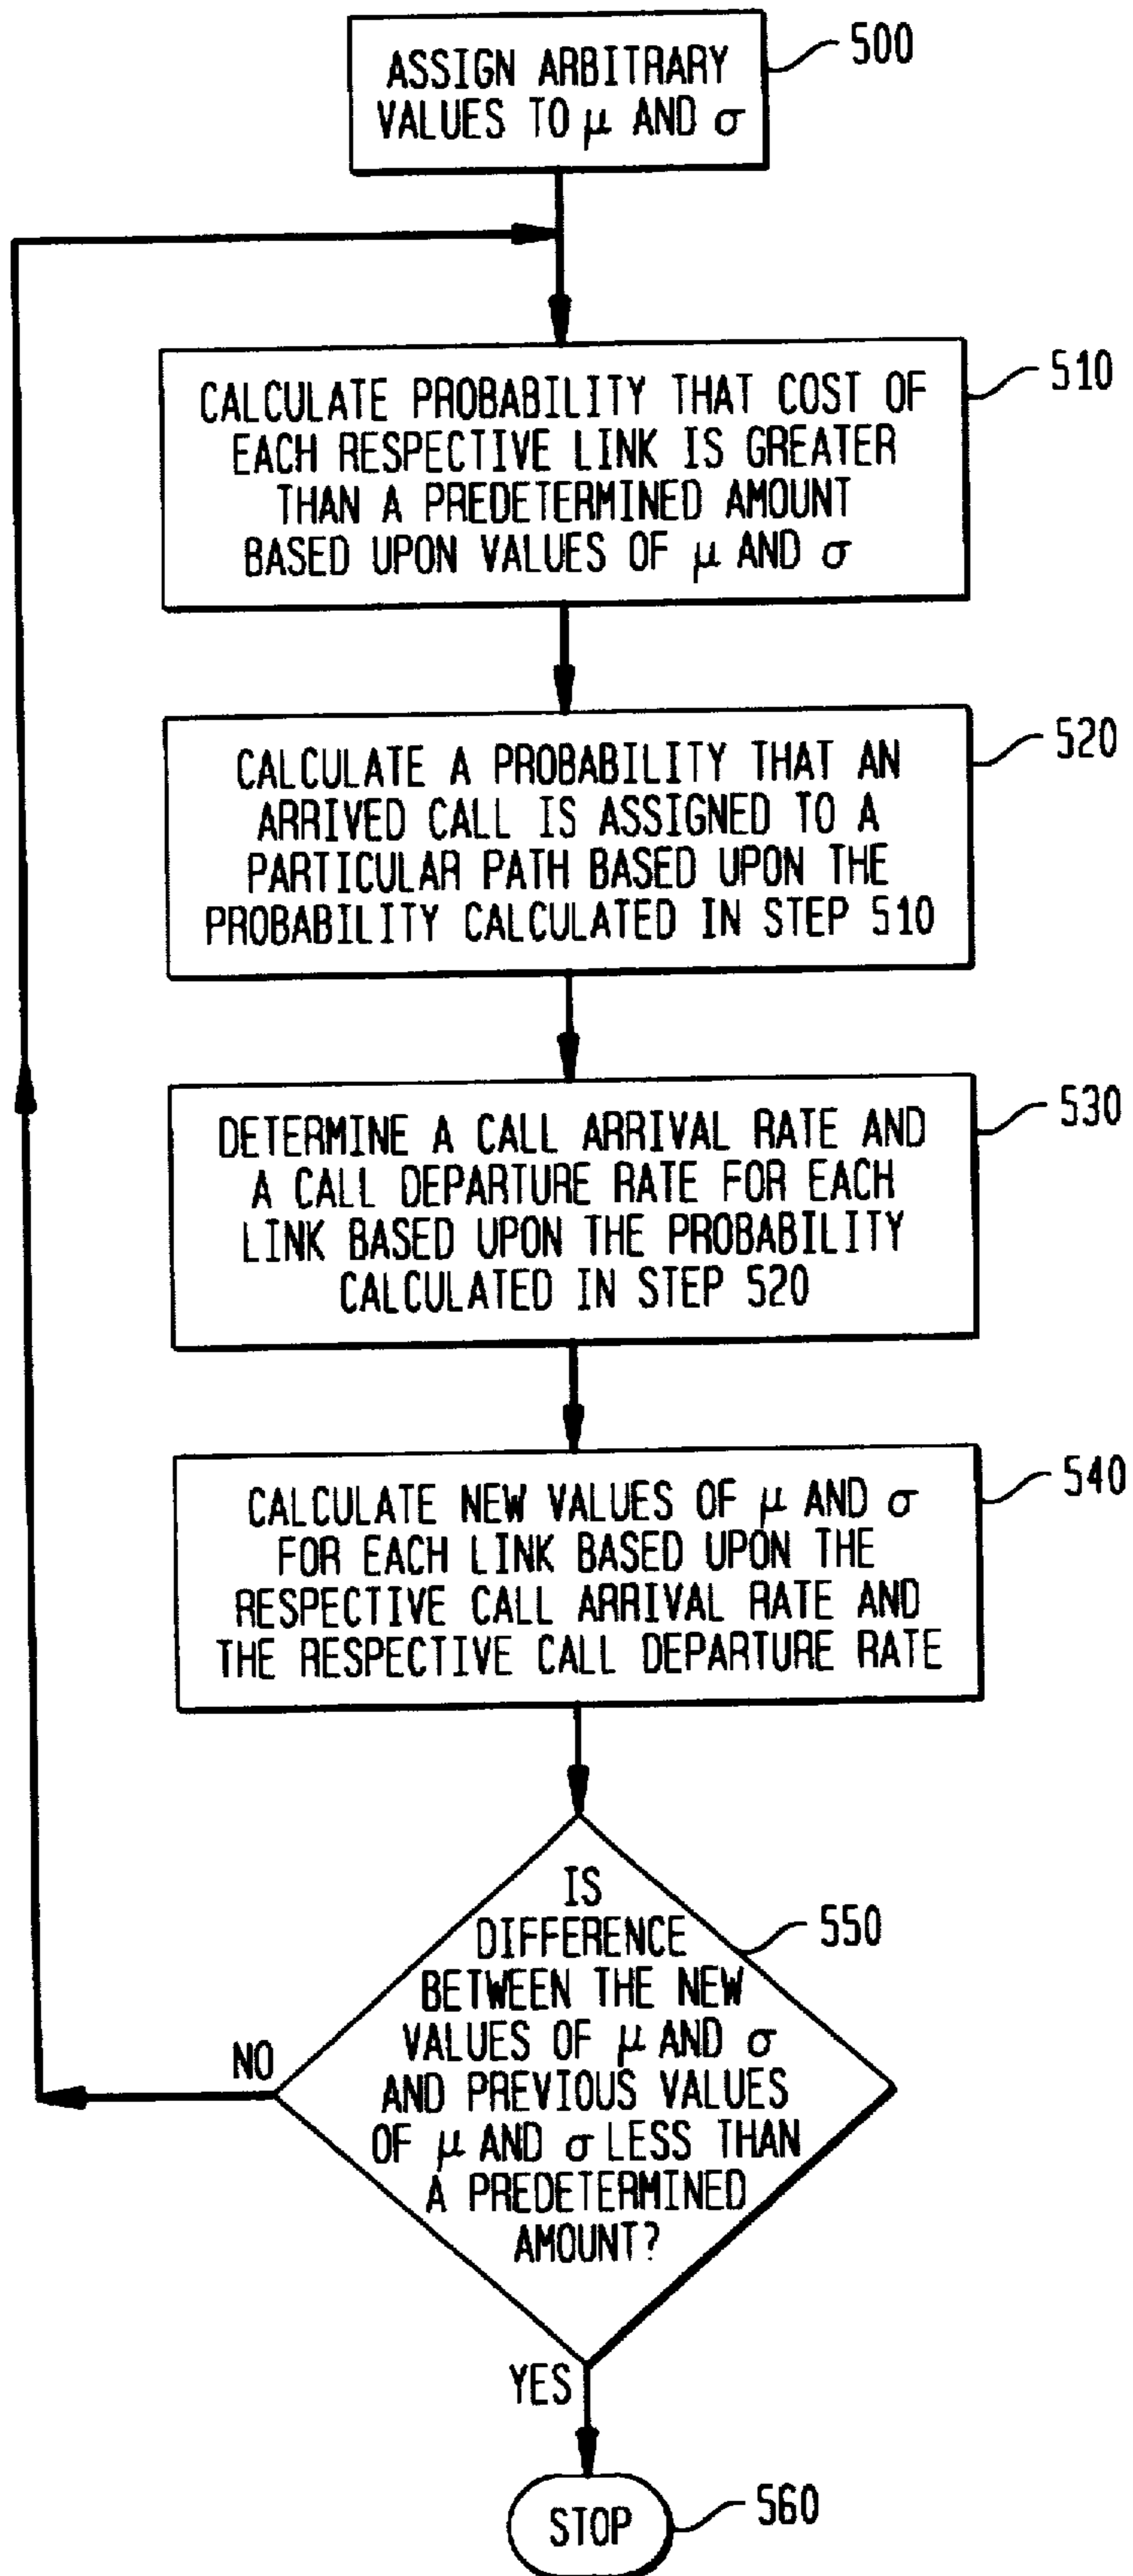 ASSIGN ARBITRARY
VALUES TO μ AND σ
500
CALCULATE PROBABILITY THAT COST OF
EACH RESPECTIVE LINK IS GREATER
THAN A PREDETERMINED AMOUNT
BASED UPON VALUES OF μ AND σ
510
CALCULATE A PROBABILITY THAT AN
ARRIVED CALL IS ASSIGNED TO A
PARTICULAR PATH BASED UPON THE
PROBABILITY CALCULATED IN STEP 510
520
DETERMINE A CALL ARRIVAL RATE AND
A CALL DEPARTURE RATE FOR EACH
LINK BASED UPON THE PROBABILITY
CALCULATED IN STEP 520
530
CALCULATE NEW VALUES OF μ AND σ
FOR EACH LINK BASED UPON THE
RESPECTIVE CALL ARRIVAL RATE AND
THE RESPECTIVE CALL DEPARTURE RATE
540
IS
DIFFERENCE
BETWEEN THE NEW
VALUES OF μ AND σ
AND PREVIOUS VALUES
OF μ AND σ LESS THAN
A PREDETERMINED
AMOUNT?
550
NO
YES
STOP
560